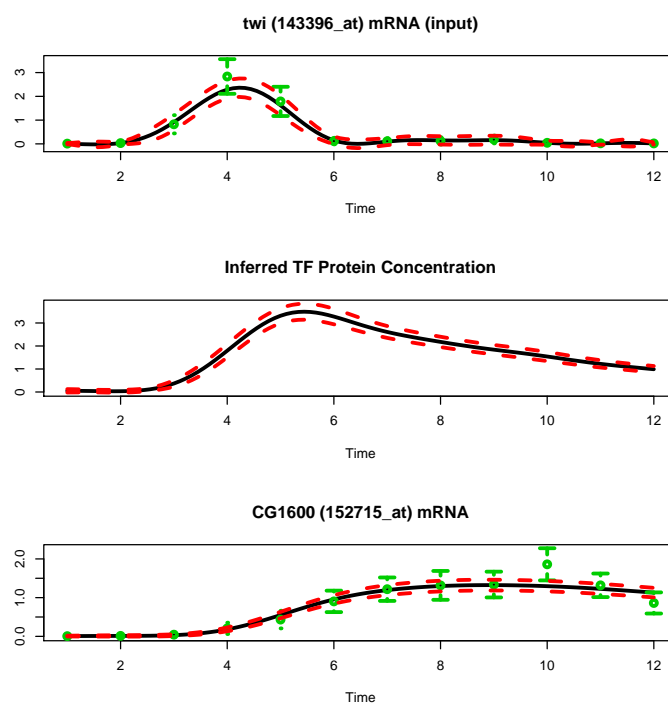 twi (143396_at) mRNA (input)
3
2
1
0
2 4 6 8 10 12
Time
Inferred TF Protein Concentration
3
2
1
0
2 4 6 8 10 12
Time
CG1600 (152715_at) mRNA
2.0
1.0
0.0
2 4 6 8 10 12
Time